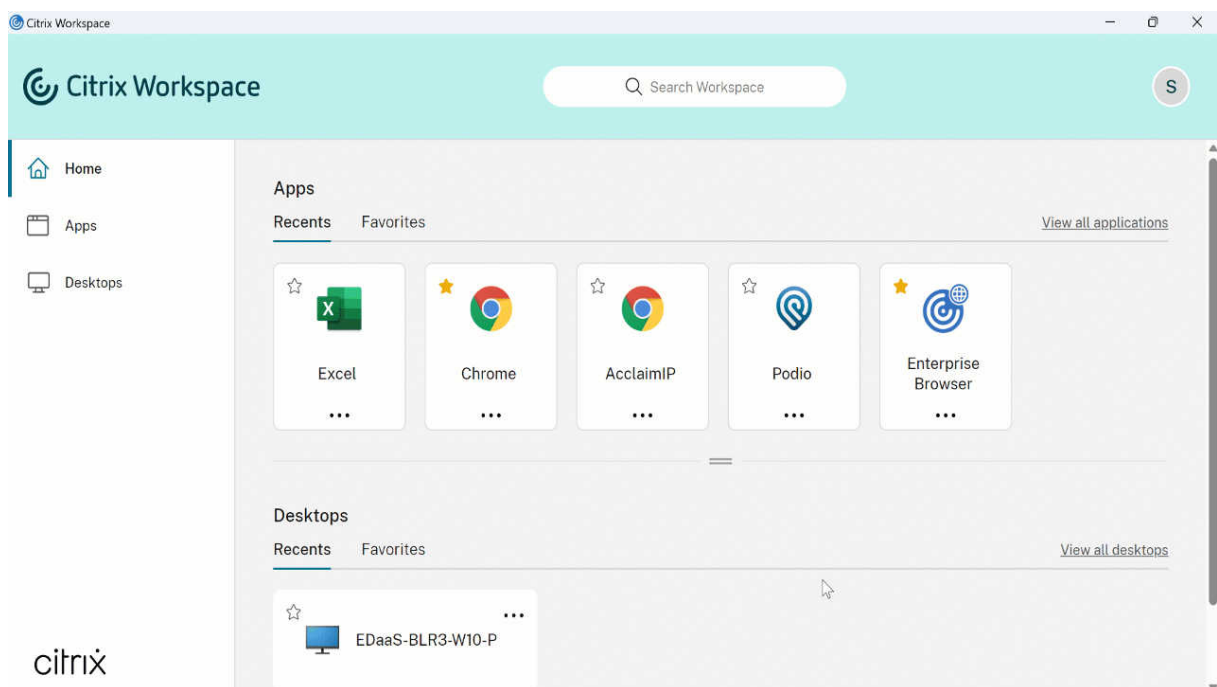 Citrix Workspace
Citrix Workspace
Search Workspace
S
Home
Apps
Desktops
Apps
Recents Favorites View all applications
X
Excel
Chrome
AcclaimIP
Podio
Enterprise
Browser
Desktops
Recents Favorites View all desktops
EDaaS-BLR3-W10-P
citrix